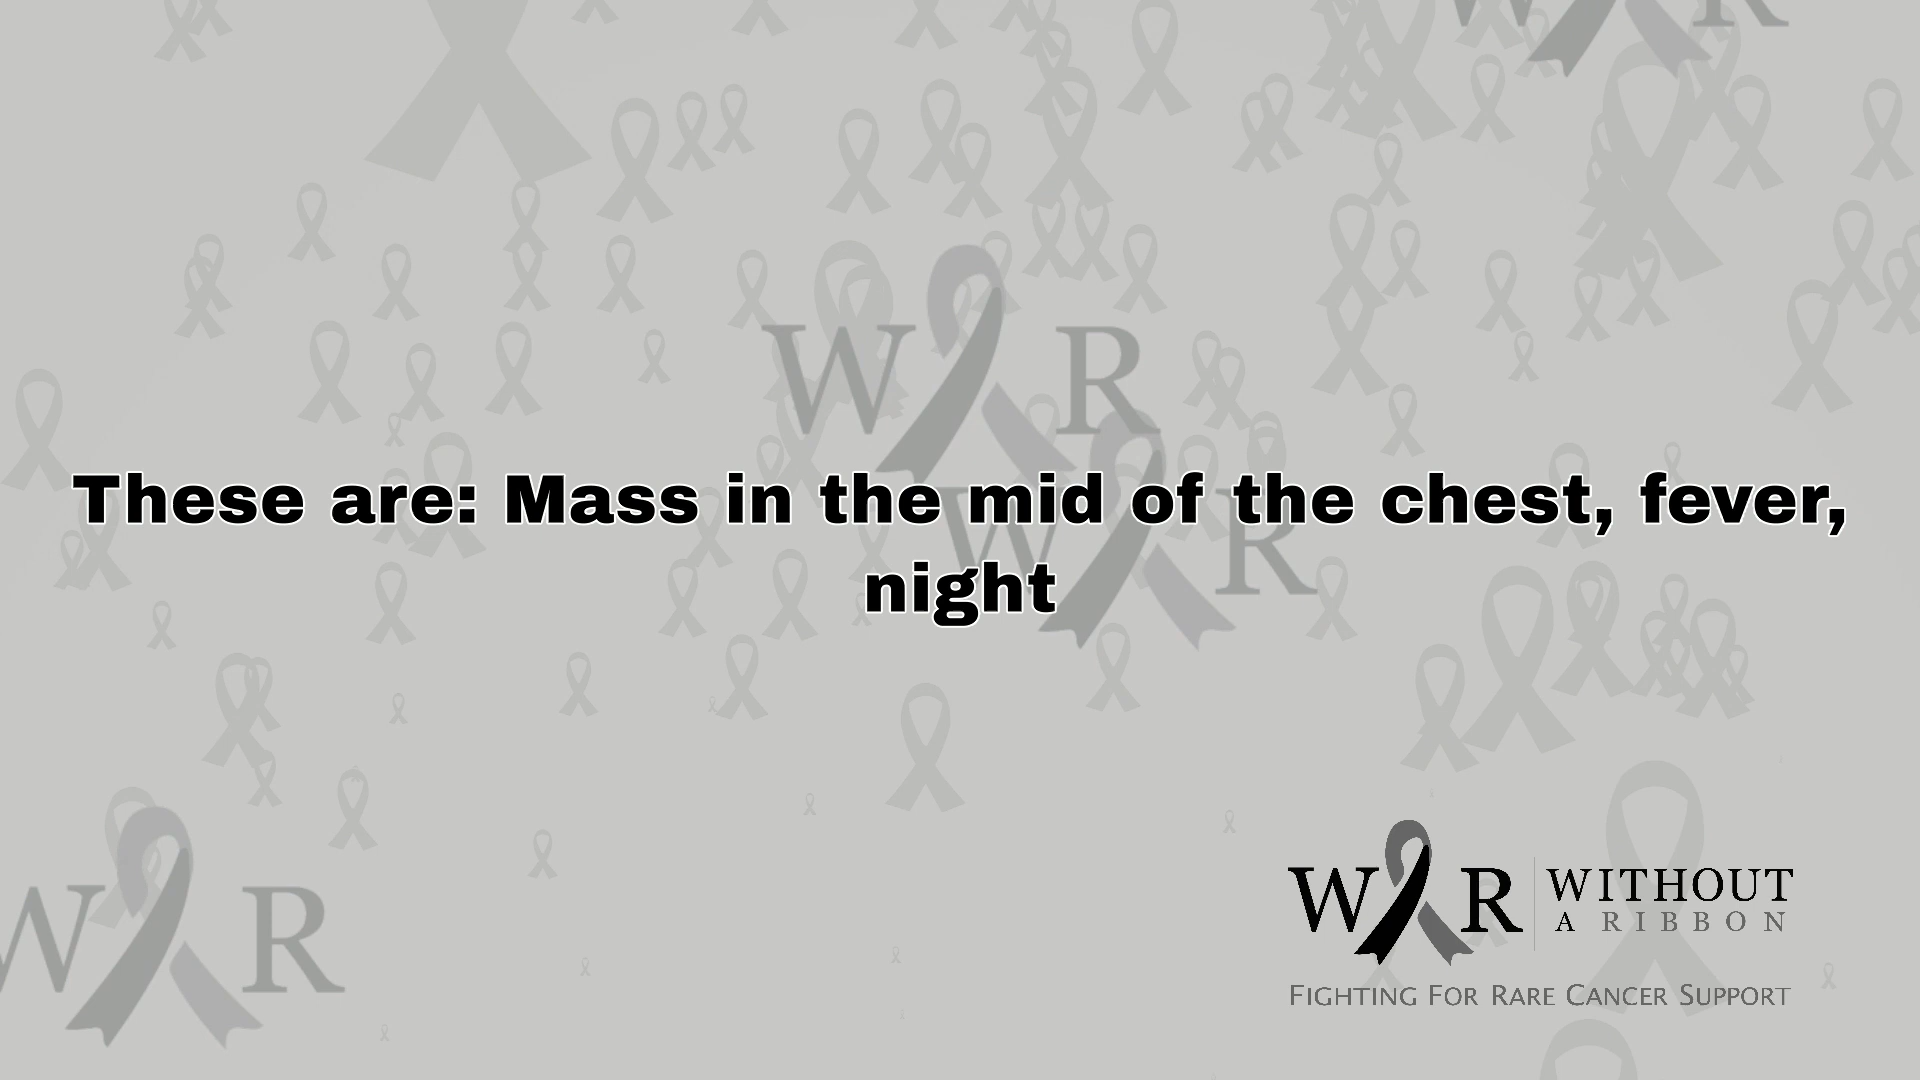 These are: Mass in the mid of the chest, fever,
night
W R
W R
W R
W R
W R WITHOUT
A RIBBON
FIGHTING FOR RARE CANCER SUPPORT